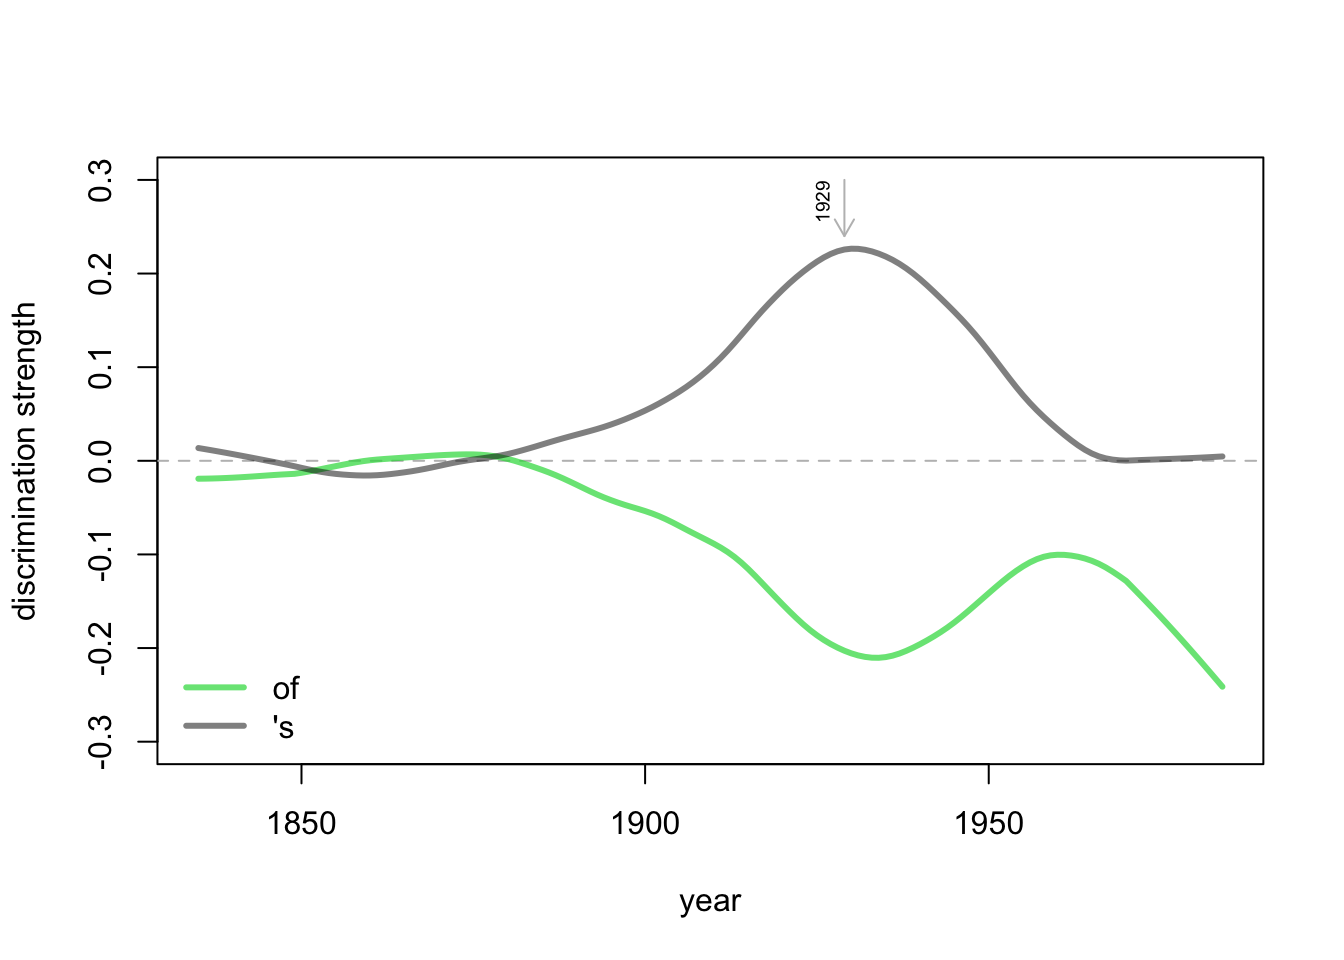 discrimination strength
0.3
0.2
0.1
0.0
-0.1
-0.2
-0.3
1929
of
's
1850 1900 1950
year